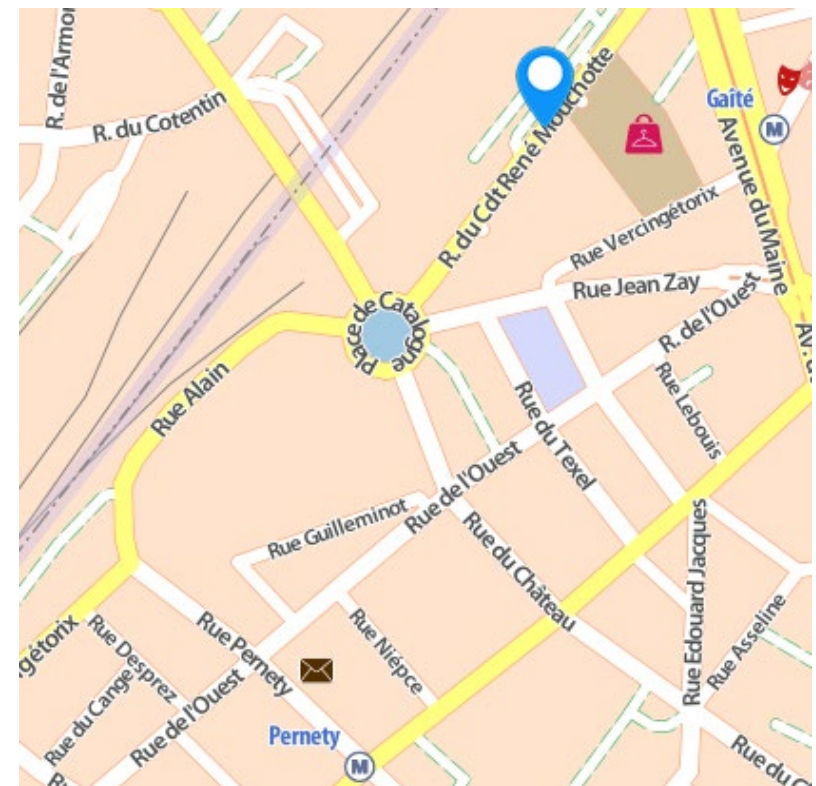 R. de l'Armor
R. du Cotentin
R. du Cdt René Mouchotte
Gaîté
M
Avenue du Maine
Rue Vercingétorix
Rue Jean Zay
Place de Catalogne
R. de l'Ouest
Av. d
Rue Alain
Rue Lebouis
Rue du Texel
Rue de l'Ouest
Rue Guilleminot
Rue du Château
Rue Edouard Jacques
Rue Asseline
Rue Niépce
Rue Pernety
gétorix
Rue Desprez
Rue du Cange
Rue de l'Ouest
Pernety
M
Rue du C